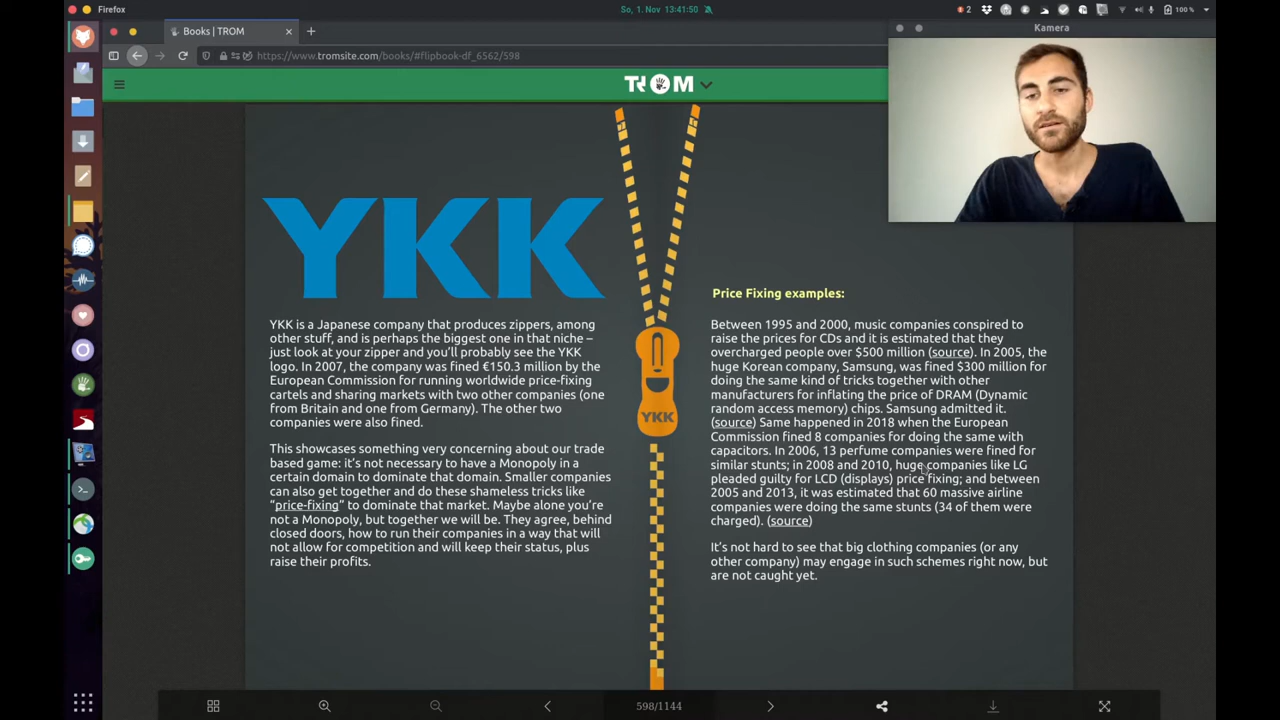 Firefox
So, 1. Nov 13:41:50
2
100 %
Books | TROM
https://www.tromsite.com/books/#flipbook-df_6562/598
Kamera
TROM
YKK
YKK is a Japanese company that produces zippers, among
other stuff, and is perhaps the biggest one in that niche –
just look at your zipper and you'll probably see the YKK
logo. In 2007, the company was fined €150.3 million by the
European Commission for running worldwide price-fixing
cartels and sharing markets with two other companies (one
from Britain and one from Germany). The other two
companies were also fined.
This showcases something very concerning about our trade
based game: it's not necessary to have a Monopoly in a
certain domain to dominate that domain. Smaller companies
can also get together and do these shameless tricks like
“price-fixing” to dominate that market. Maybe alone you're
not a Monopoly, but together we will be. They agree, behind
closed doors, how to run their companies in a way that will
not allow for competition and will keep their status, plus
raise their profits.
YKK
Price Fixing examples:
Between 1995 and 2000, music companies conspired to
raise the prices for CDs and it is estimated that they
overcharged people over $500 million (source). In 2005, the
huge Korean company, Samsung, was fined $300 million for
doing the same kind of tricks together with other
manufacturers for inflating the price of DRAM (Dynamic
random access memory) chips. Samsung admitted it.
(source) Same happened in 2018 when the European
Commission fined 8 companies for doing the same with
capacitors. In 2006, 13 perfume companies were fined for
similar stunts; in 2008 and 2010, huge companies like LG
pleaded guilty for LCD (displays) price fixing; and between
2005 and 2013, it was estimated that 60 massive airline
companies were doing the same stunts (34 of them were
charged). (source)
It's not hard to see that big clothing companies (or any
other company) may engage in such schemes right now, but
are not caught yet.
598/1144